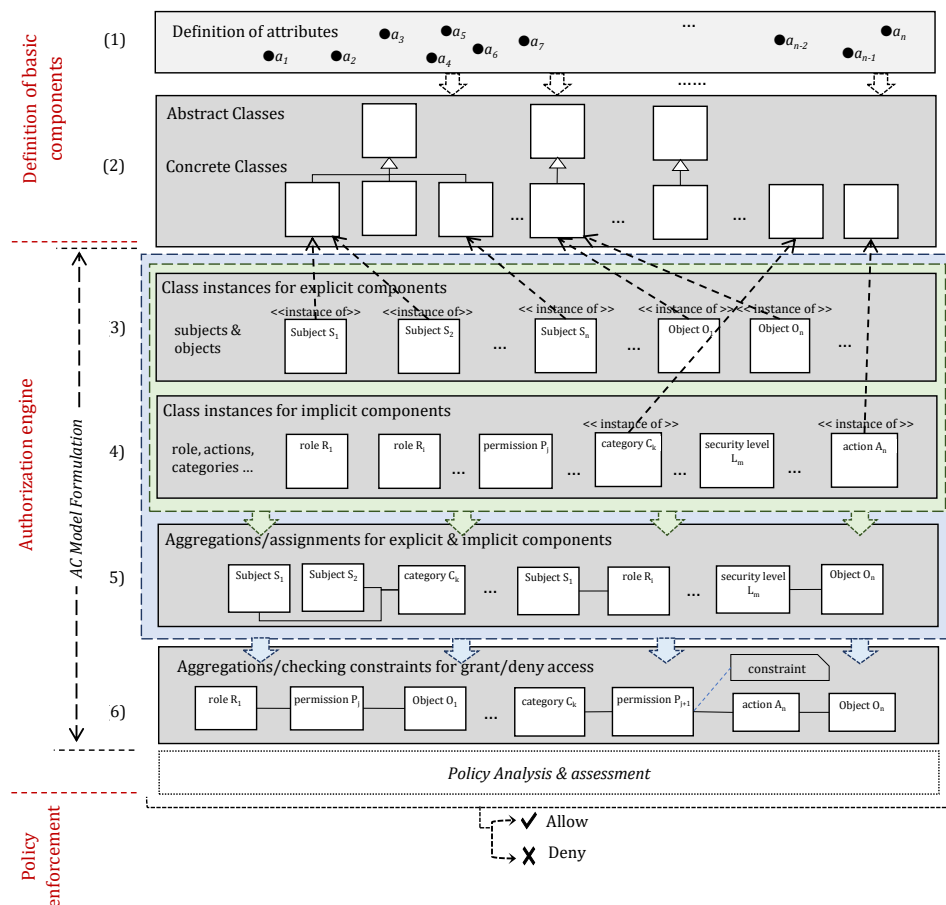 Definition of basic
components
(1)
Definition of attributes
a1
a2
a3
a4
a5
a6
a7
...
an-2
an-1
an
......
(2)
Abstract Classes
Concrete Classes
...
...
...
Authorization engine
AC Model Formulation
3)
Class instances for explicit components
subjects &
objects
<<instance of>>
<<instance of>>
<<instance of>>
<<instance of>>
<<instance of>>
Subject S1
Subject S2
...
Subject Sn
...
Object O
Object On
...
4)
Class instances for implicit components
role, actions,
categories ...
<< instance of >>
<< instance of >>
role R1
role Ri
...
permission Pj
...
category Ck
security level
Lm
...
action An
5)
Aggregations/assignments for explicit & implicit components
Subject S1
Subject S2
category Ck
...
Subject S1
role Ri
...
security level
Lm
Object On
6)
Aggregations/checking constraints for grant/deny access
constraint
role R1
permission Pj
Object O1
...
category Ck
permission Pj+1
action An
Object On
Policy Analysis & assessment
Policy
enforcement
Allow
Deny